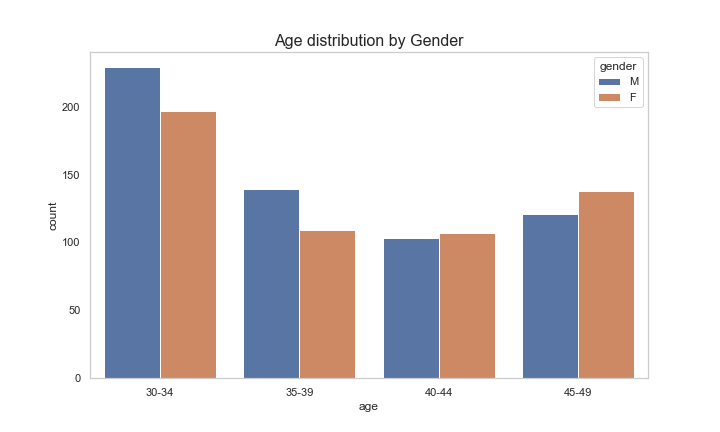 Age distribution by Gender
gender
M
F
200
150
100
50
0
count
30-34 35-39 40-44 45-49
age